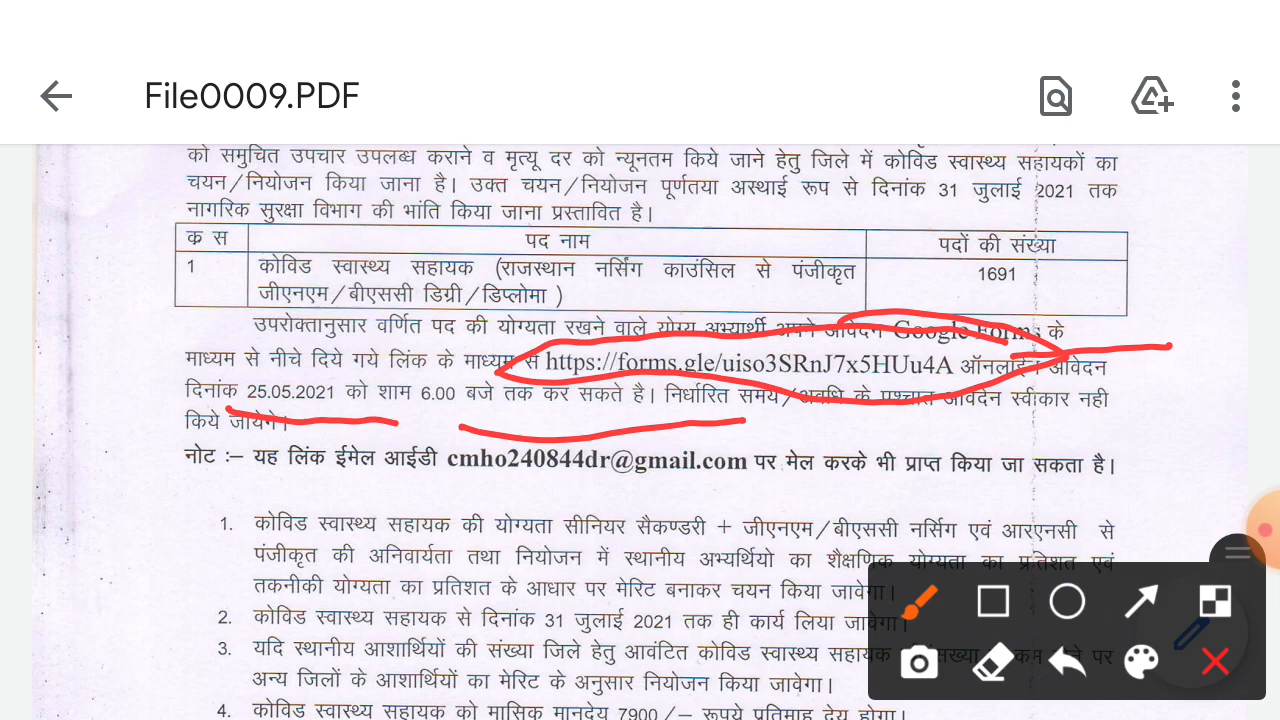 File0009.PDF
को समुचित उपचार उपलब्ध कराने व मृत्यू दर को न्यूनतम किये जाने हेतु जिले में कोविड स्वास्थ्य सहायकों का
चयन/नियोजन किया जाना है। उक्त चयन/नियोजन पूर्णतया अस्थाई रूप से दिनांक 31 जुलाई 2021 तक
नागरिक सुरक्षा विभाग की भांति किया जाना प्रस्तावित है।
क स पद नाम पदों की संख्या
1 कोविड स्वास्थ्य सहायक (राजस्थान नर्सिंग काउंसिल से पंजीकृत 1691
जीएनएम/बीएससी डिग्री/डिप्लोमा )
उपरोक्तानुसार वर्णित पद की योग्यता रखने वाले योग्य अभ्यार्थी अपने आवेदन Google Forms के
माध्यम से नीचे दिये गये लिंक के माध्यम से https://forms.gle/uiso3SRnJ7x5HUu4A ऑनलाईन आवेदन
दिनांक 25.05.2021 को शाम 6.00 बजे तक कर सकते है। निर्धारित समय/अवधि के पश्चात आवेदन स्वीकार नही
किये जायेगे।
नोट :– यह लिंक ईमेल आईडी cmho240844dr@gmail.com पर मेल करके भी प्राप्त किया जा सकता है।
1. कोविड स्वास्थ्य सहायक की योग्यता सीनियर सैकण्डरी + जीएनएम/बीएससी नर्सिग एवं आरएनसी से
पंजीकृत की अनिवार्यता तथा नियोजन में स्थानीय अभ्यर्थियो का शैक्षणिक योग्यता का प्रतिशत एवं
तकनीकी योग्यता का प्रतिशत के आधार पर मेरिट बनाकर चयन किया जावेगा।
2. कोविड स्वास्थ्य सहायक से दिनांक 31 जुलाई 2021 तक ही कार्य लिया जावेगा।
3. यदि स्थानीय आशार्थियों की संख्या जिले हेतु आवंटित कोविड स्वास्थ्य सहायक पर
अन्य जिलों के आशार्थियों का मेरिट के अनुसार नियोजन किया जावेगा।
4. कोविड स्वास्थ्य सहायक को मासिक मानदेय 7900/– रूपये प्रतिमाह देय होगा।